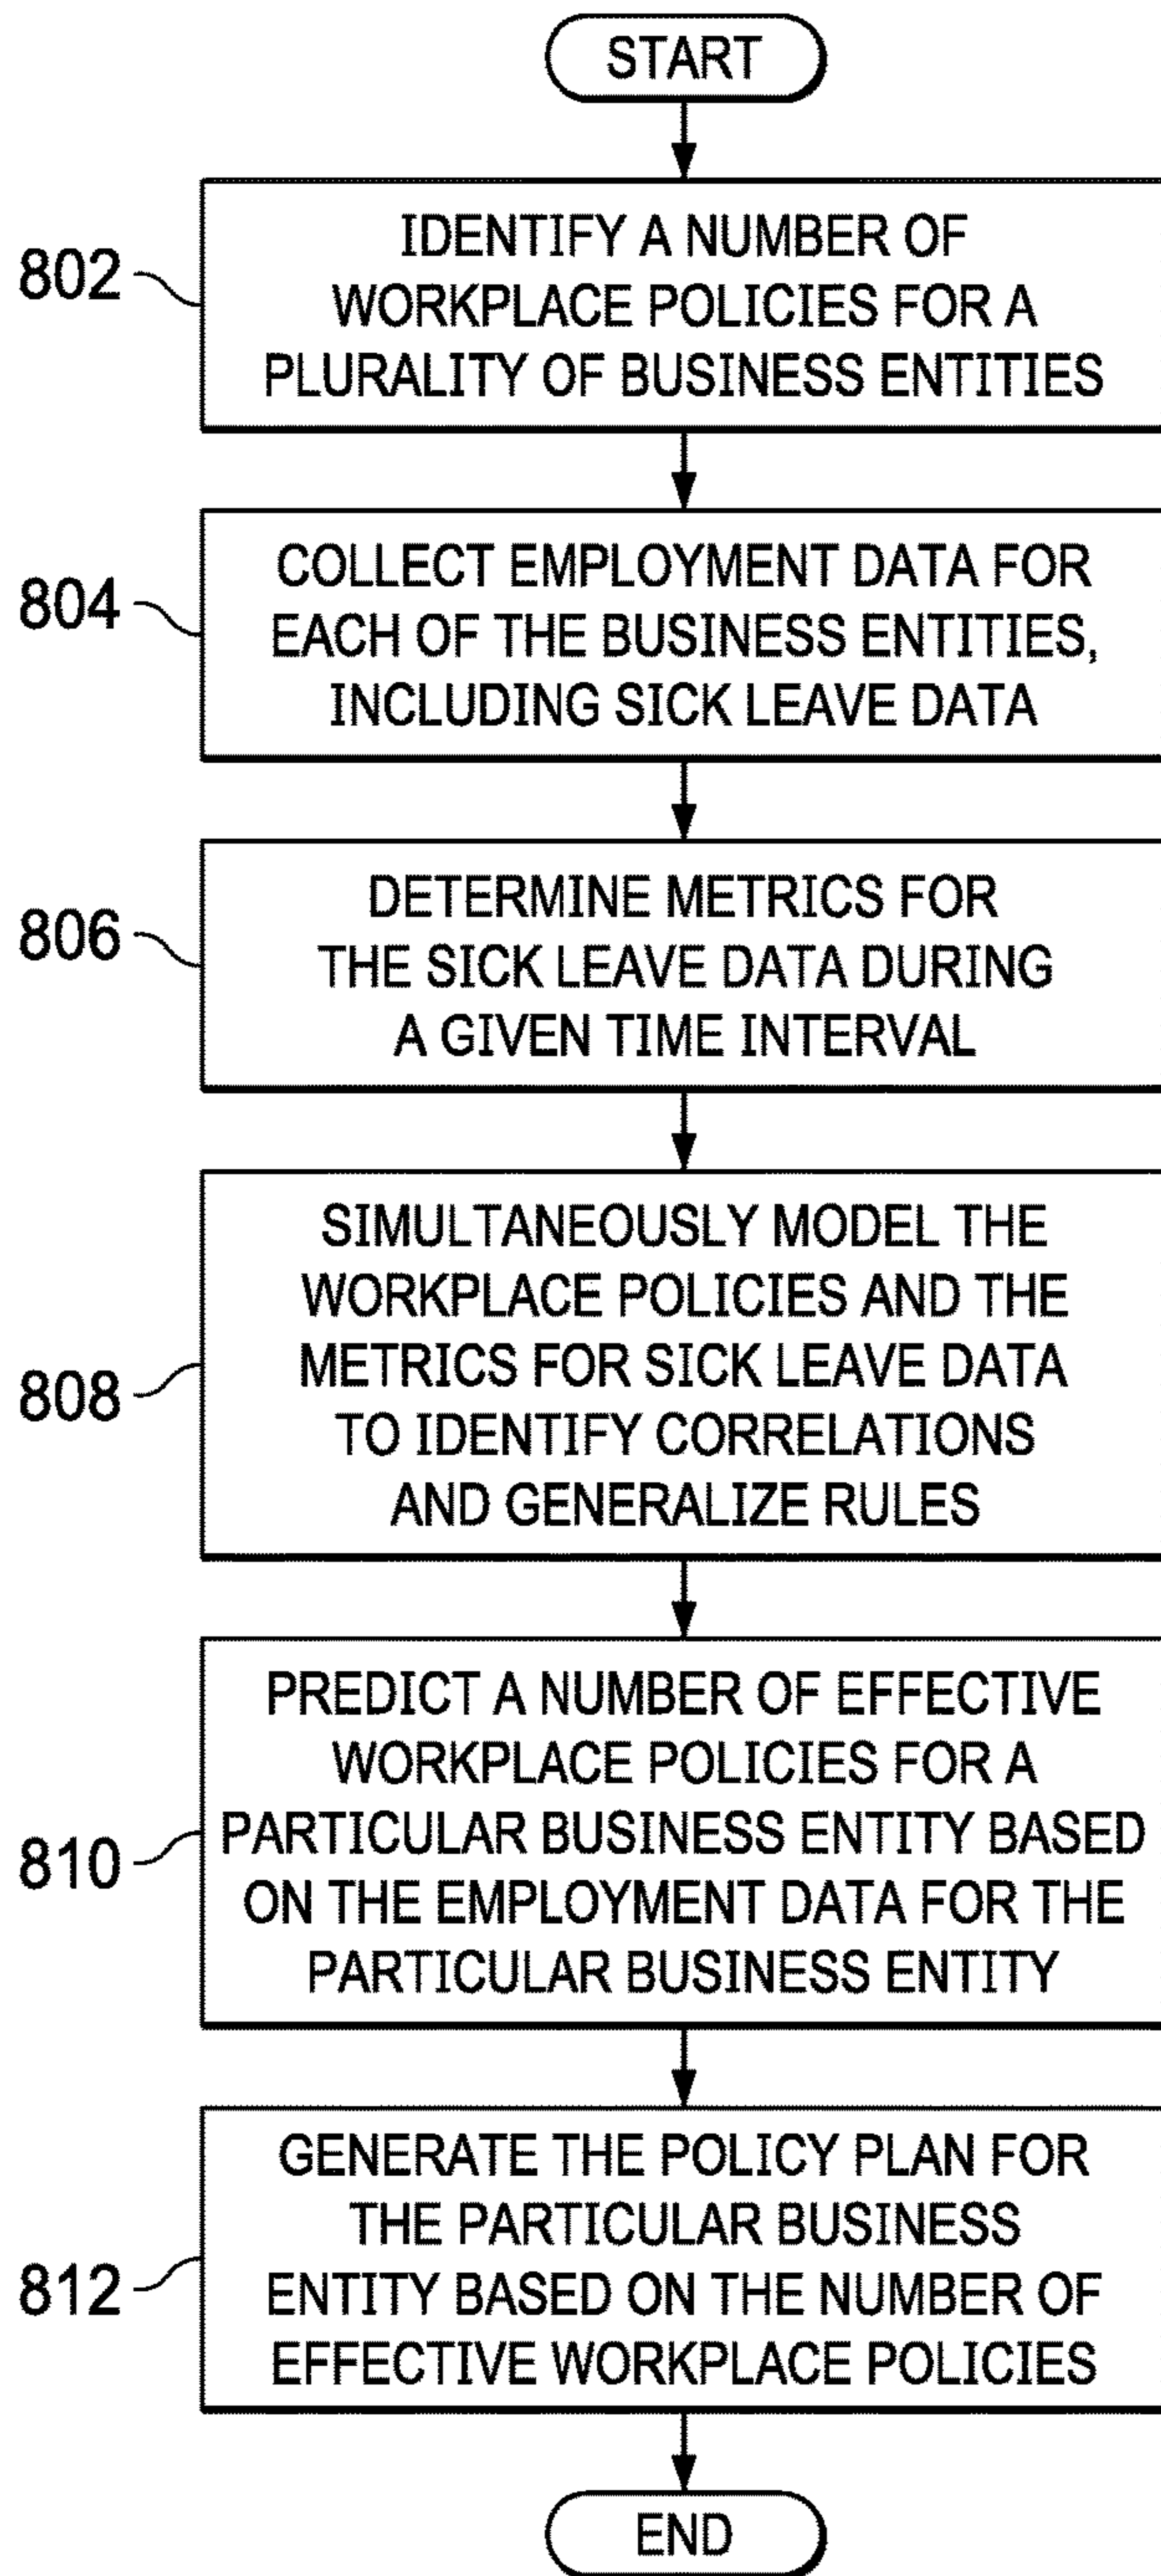 START
802
IDENTIFY A NUMBER OF
WORKPLACE POLICIES FOR A
PLURALITY OF BUSINESS ENTITIES
804
COLLECT EMPLOYMENT DATA FOR
EACH OF THE BUSINESS ENTITIES,
INCLUDING SICK LEAVE DATA
806
DETERMINE METRICS FOR
THE SICK LEAVE DATA DURING
A GIVEN TIME INTERVAL
808
SIMULTANEOUSLY MODEL THE
WORKPLACE POLICIES AND THE
METRICS FOR SICK LEAVE DATA
TO IDENTIFY CORRELATIONS
AND GENERALIZE RULES
810
PREDICT A NUMBER OF EFFECTIVE
WORKPLACE POLICIES FOR A
PARTICULAR BUSINESS ENTITY BASED
ON THE EMPLOYMENT DATA FOR THE
PARTICULAR BUSINESS ENTITY
812
GENERATE THE POLICY PLAN FOR
THE PARTICULAR BUSINESS
ENTITY BASED ON THE NUMBER OF
EFFECTIVE WORKPLACE POLICIES
END